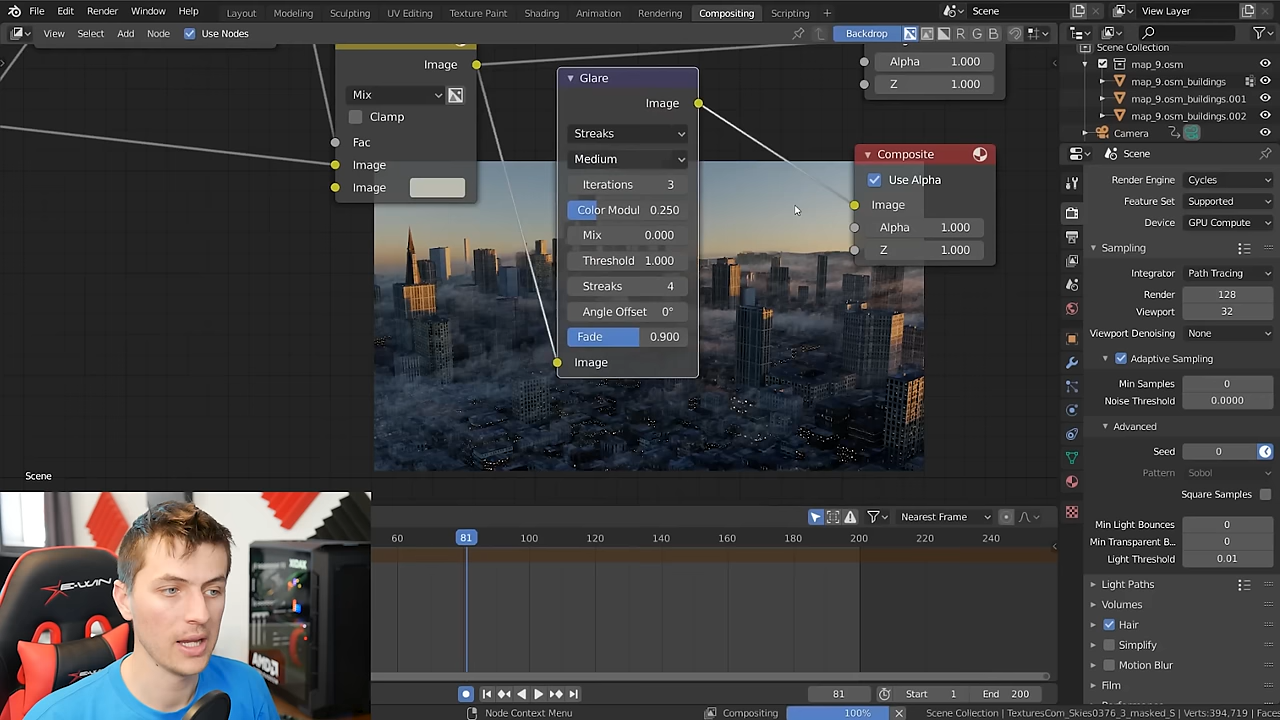 File Edit Render Window Help Layout Modeling Sculpting UV Editing Texture Paint Shading Animation Rendering Compositing Scripting + Scene View Layer
View Select Add Node Use Nodes Backdrop R G B
Scene Collection
map_9.osm
map_9.osm_buildings
map_9.osm_buildings.001
map_9.osm_buildings.002
Camera
Image
Mix
Clamp
Fac
Image
Image
Glare
Image
Streaks
Medium
Iterations 3
Color Modul 0.250
Mix 0.000
Threshold 1.000
Streaks 4
Angle Offset 0°
Fade 0.900
Image
Alpha 1.000
Z 1.000
Composite
Use Alpha
Image
Alpha 1.000
Z 1.000
Scene
Scene
Render Engine Cycles
Feature Set Supported
Device GPU Compute
Sampling
Integrator Path Tracing
Render 128
Viewport 32
Viewport Denoising None
Adaptive Sampling
Min Samples 0
Noise Threshold 0.0000
Advanced
Seed 0
Pattern Sobol
Square Samples
Min Light Bounces 0
Min Transparent B... 0
Light Threshold 0.01
Light Paths
Volumes
Hair
Simplify
Motion Blur
Film
Nearest Frame
60 81 100 120 140 160 180 200 220 240
E-WIN
AMD
81 Start 1 End 200
Node Context Menu Compositing 100% Scene Collection | TexturesCom_Skies0376_3_masked_S | Verts:394,719 | Faces